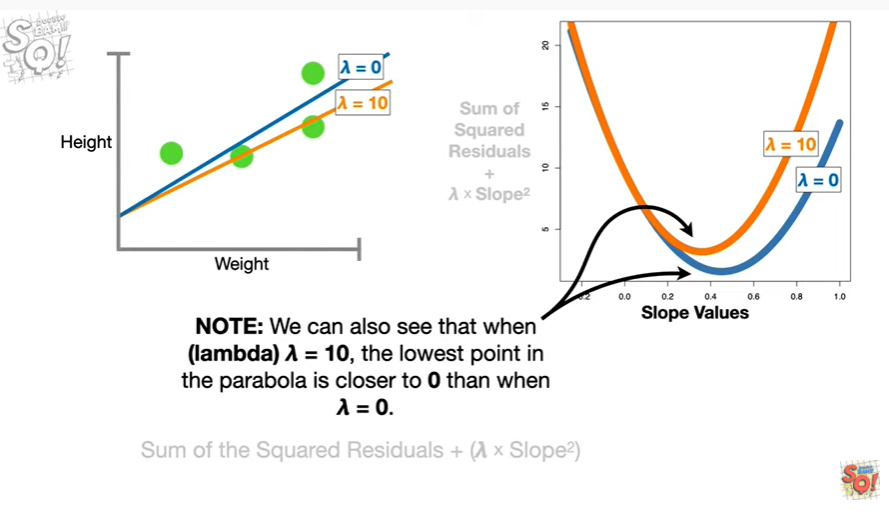 STAT
QUEST
Height
Weight
λ = 0
λ = 10
Sum of
Squared
Residuals
+
λ × Slope²
20
15
10
5
λ = 10
λ = 0
0.2
0.0
0.2
0.4
0.6
0.8
1.0
Slope Values
NOTE: We can also see that when
(lambda) λ = 10, the lowest point in
the parabola is closer to 0 than when
λ = 0.
Sum of the Squared Residuals + (λ × Slope²)